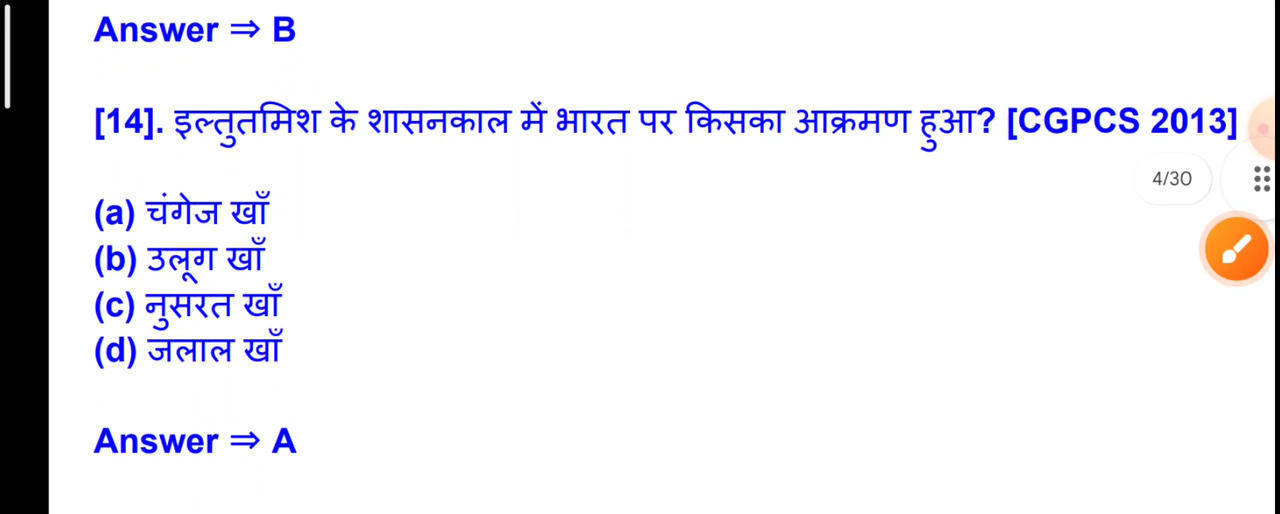 Answer ⇒ B
[14]. इल्तुतमिश के शासनकाल में भारत पर किसका आक्रमण हुआ? [CGPCS 2013]
4/30
(a) चंगेज खाँ
(b) उलूग खाँ
(c) नुसरत खाँ
(d) जलाल खाँ
Answer ⇒ A